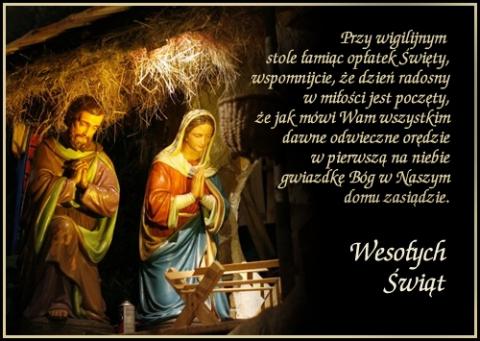 Przy wigilijnym
stole łamiąc opłatek Święty,
wspomnijcie, że dzień radosny
w miłości jest poczęty,
że jak mówi Wam wszystkim
dawne odwieczne orędzie
w pierwszą na niebie
gwiazdkę Bóg w Naszym
domu zasiądzie.
Wesołych
Świąt